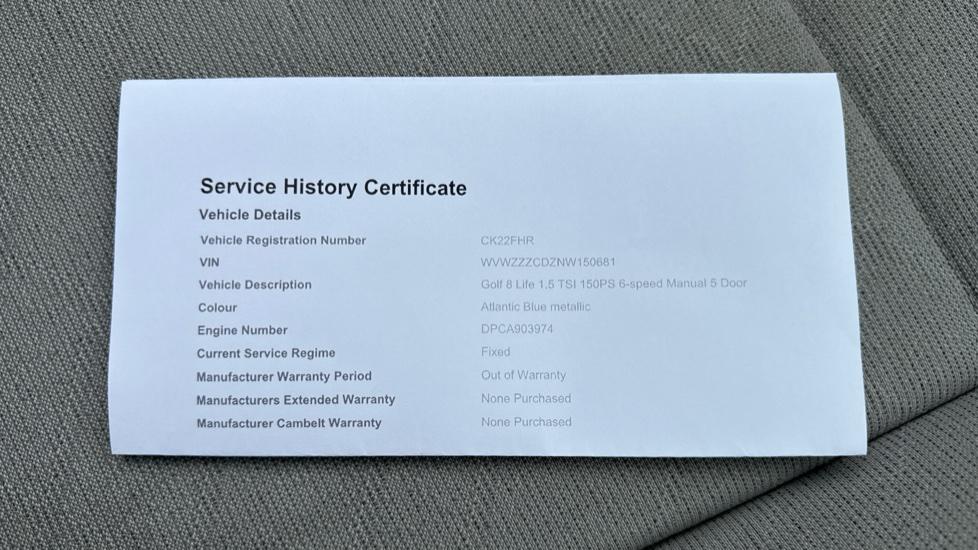 Service History Certificate
Vehicle Details
Vehicle Registration Number CK22FHR
VIN WVWZZZCDZNW150681
Vehicle Description Golf 8 Life 1.5 TSI 150PS 6-speed Manual 5 Door
Colour Atlantic Blue metallic
Engine Number DPCA903974
Current Service Regime Fixed
Manufacturer Warranty Period Out of Warranty
Manufacturers Extended Warranty None Purchased
Manufacturer Cambelt Warranty None Purchased